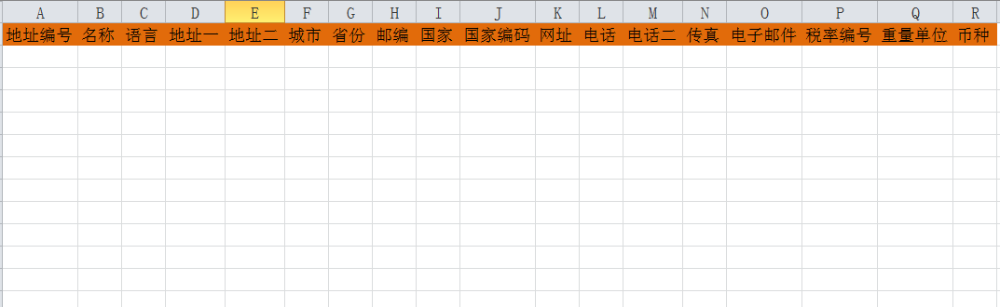 A B C D E F G H I J K L M N O P Q R
地址编号 名称 语言 地址一 地址二 城市 省份 邮编 国家 国家编码 网址 电话 电话二 传真 电子邮件 税率编号 重量单位 币种